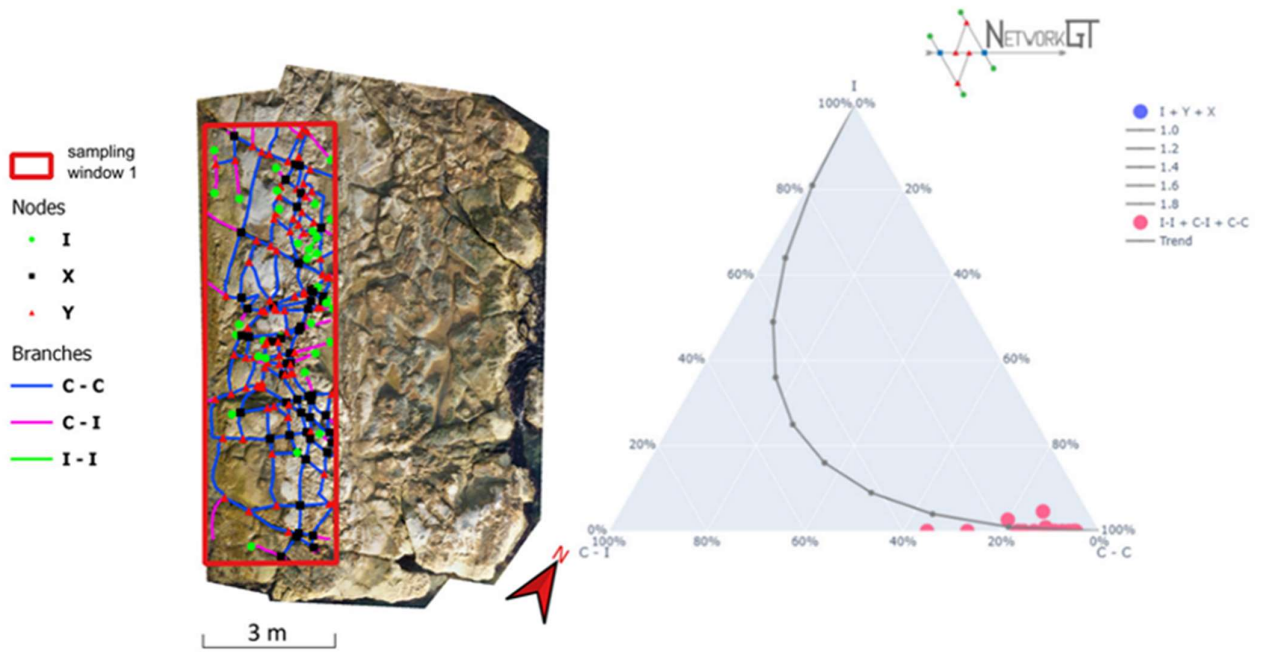 sampling
window 1
Nodes
I
X
Y
Branches
C - C
C - I
I - I
N
3 m
NETWORKGT
I
100% 0%
80% 20%
60% 40%
40% 60%
20% 80%
0% 100%
100% 80% 60% 40% 20% 0%
C - I C - C
I + Y + X
1.0
1.2
1.4
1.6
1.8
I-I + C-I + C-C
Trend